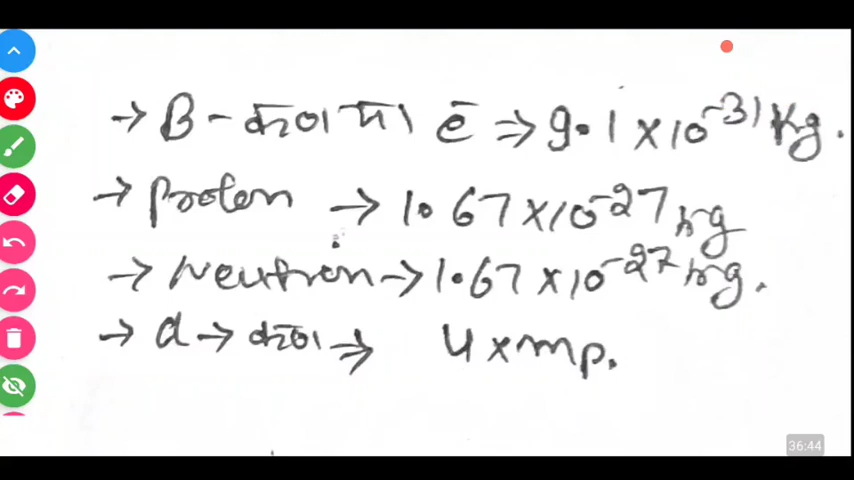 → β - कण या e̅ ⇒ 9.1 × 10⁻³¹ Kg.
→ Proton → 1.67 × 10⁻²⁷ kg
→ Neutron → 1.67 × 10⁻²⁷ kg.
→ α → कण ⇒ 4 × mp.
36:44